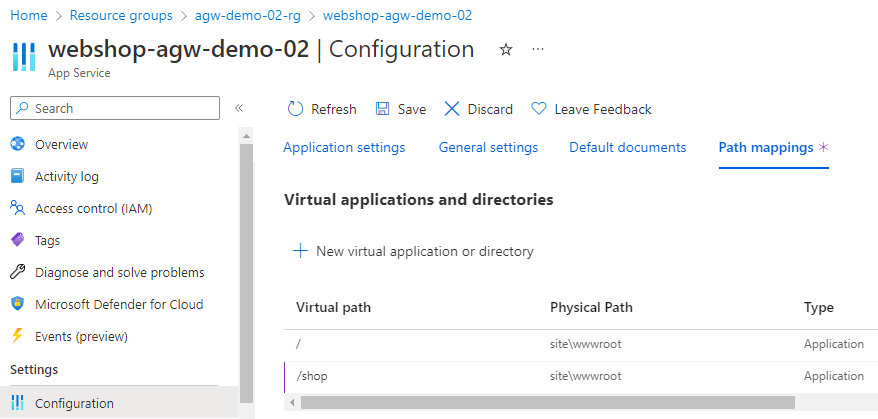 Home > Resource groups > agw-demo-02-rg > webshop-agw-demo-02
webshop-agw-demo-02 | Configuration
App Service
Search
Refresh Save Discard Leave Feedback
Overview
Activity log
Access control (IAM)
Tags
Diagnose and solve problems
Microsoft Defender for Cloud
Events (preview)
Settings
Configuration
Application settings General settings Default documents Path mappings *
Virtual applications and directories
New virtual application or directory
Virtual path Physical Path Type
/ site\wwwroot Application
/shop site\wwwroot Application